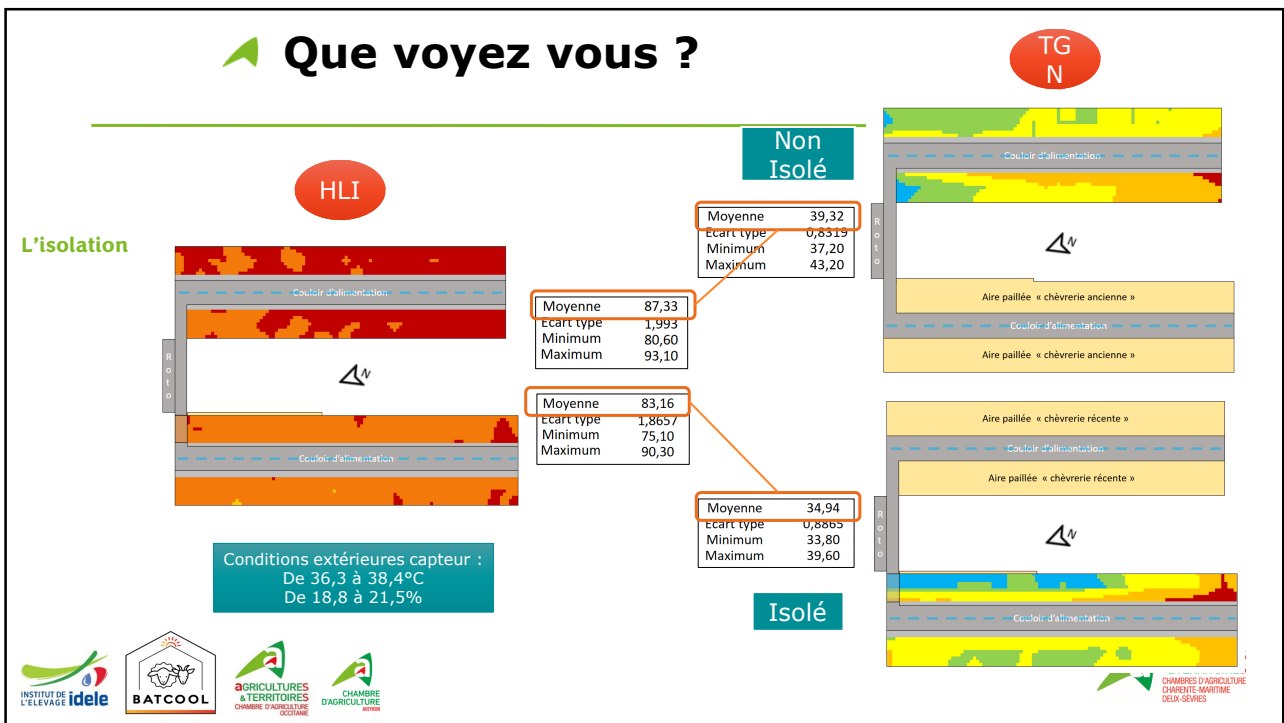 Que voyez vous ?
TG
N
Non
Isolé
HLI
L'isolation
Couloir d'alimentation
R
o
t
o
Moyenne 39,32
Ecart type 0,8319
Minimum 37,20
Maximum 43,20
Couloir d'alimentation
N
R
o
t
o
Moyenne 87,33
Ecart type 1,993
Minimum 80,60
Maximum 93,10
N
Aire paillée « chèvrerie ancienne »
Couloir d'alimentation
Aire paillée « chèvrerie ancienne »
Moyenne 83,16
Ecart type 1,8657
Minimum 75,10
Maximum 90,30
Couloir d'alimentation
Aire paillée « chèvrerie récente »
Couloir d'alimentation
Aire paillée « chèvrerie récente »
Moyenne 34,94
Ecart type 0,8865
Minimum 33,80
Maximum 39,60
R
o
t
o
N
Conditions extérieures capteur :
De 36,3 à 38,4°C
De 18,8 à 21,5%
Isolé
Couloir d'alimentation
INSTITUT DE
L'ELEVAGE idele
BATCOOL
AGRICULTURES
& TERRITOIRES
CHAMBRE D'AGRICULTURE
OCCITANIE
CHAMBRE
D'AGRICULTURE
AVEYRON
CHAMBRES D'AGRICULTURE
CHARENTE-MARITIME
DEUX-SÈVRES